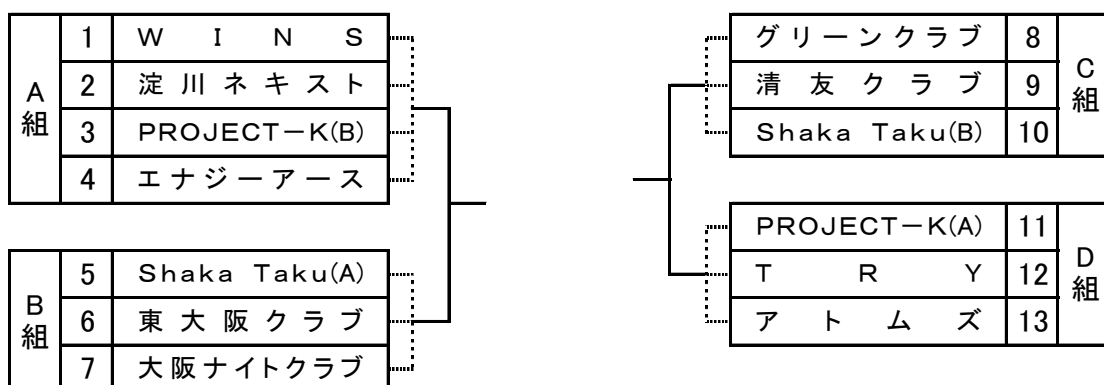 A組
1 WINS
2 淀川ネキスト
3 PROJECT－K(B)
4 エナジーアース
B組
5 Shaka Taku(A)
6 東大阪クラブ
7 大阪ナイトクラブ
グリーンクラブ 8
清友クラブ 9
Shaka Taku(B) 10
C組
PROJECT－K(A) 11
TRY 12
アトムズ 13
D組